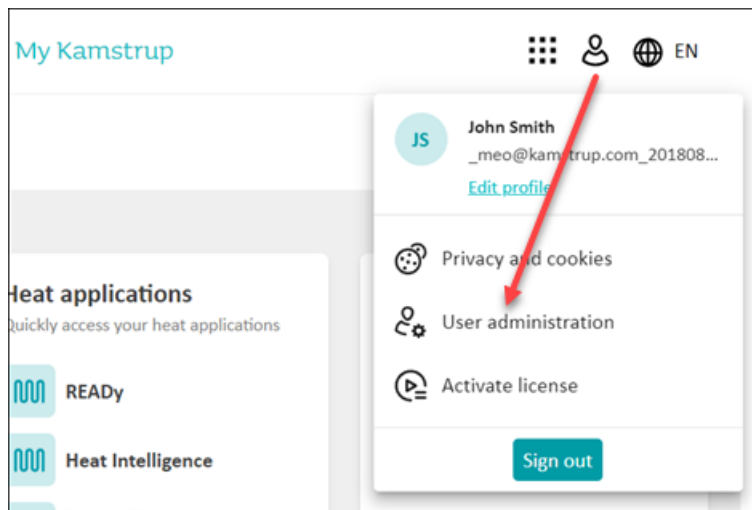 My Kamstrup
EN
JS
John Smith
_meo@kamstrup.com_201808...
Edit profile
Privacy and cookies
User administration
Activate license
Sign out
Heat applications
Quickly access your heat applications
READy
Heat Intelligence